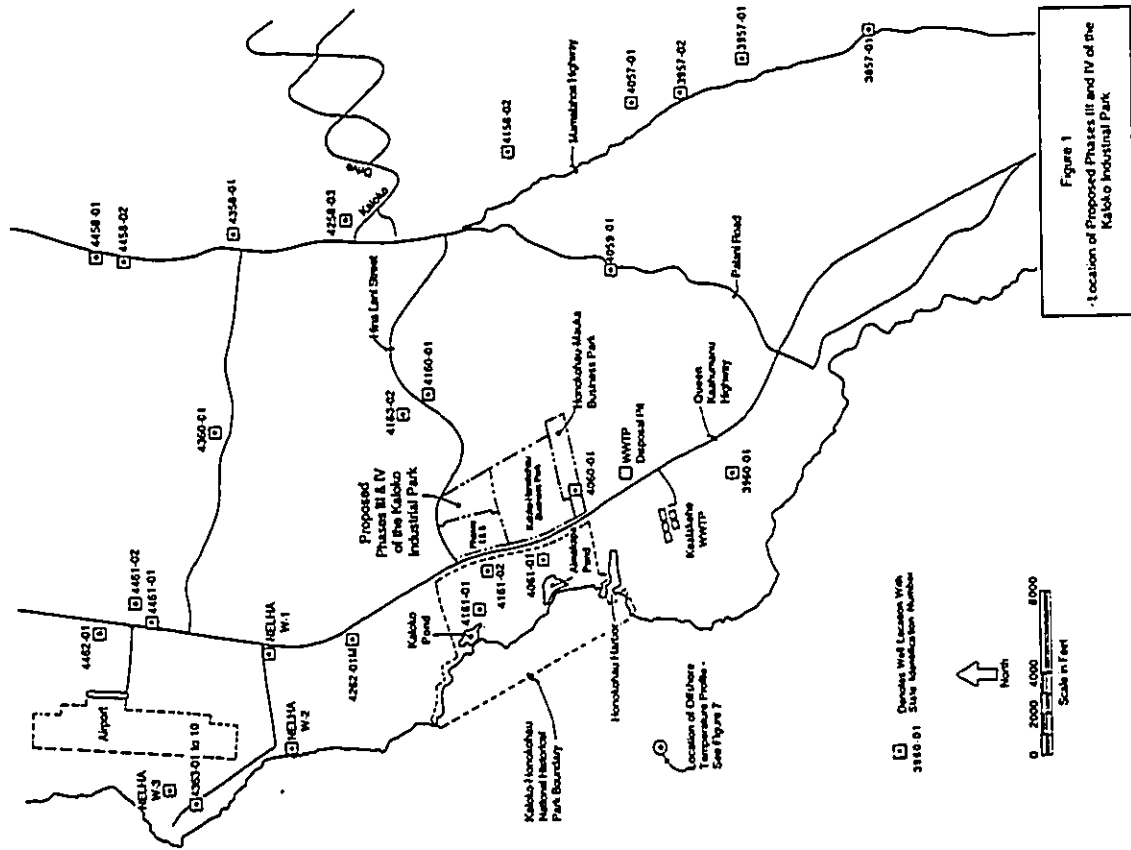 4458-01
4458-02
4358-01
4258-03
Kaloko
4158-02
4057-01
3957-02
3957-01
3857-01
Mamalahoa Highway
Hina Lani Street
4059-01
Palani Road
4360-01
4163-02
4160-01
Honokohau-Mauka
Business Park
Queen
Kaahumanu
Highway
Proposed
Phases III & IV
of the Kaloko
Industrial Park
Phases
I & II
Kaloko-Honokohau
Business Park
4060-01
WWTP
Disposal Pit
3960-01
Kealakehe
WWTP
4462-01
4461-02
4461-01
NELHA
W-1
4262-01M
Kaloko
Pond
4161-01
4161-02
4061-01
Aimakapa
Pond
Airport
NELHA
W-2
NELHA
W-3
4363-01 to 10
Kaloko-Honokohau
National Historical
Park Boundary
Honokohau Harbor
Location of Offshore
Temperature Profile -
See Figure 7
3960-01
Denotes Well Location With
State Identification Number
North
0 2000 4000 8000
Scale in Feet
Figure 1
- Location of Proposed Phases III and IV of the
Kaloko Industrial Park